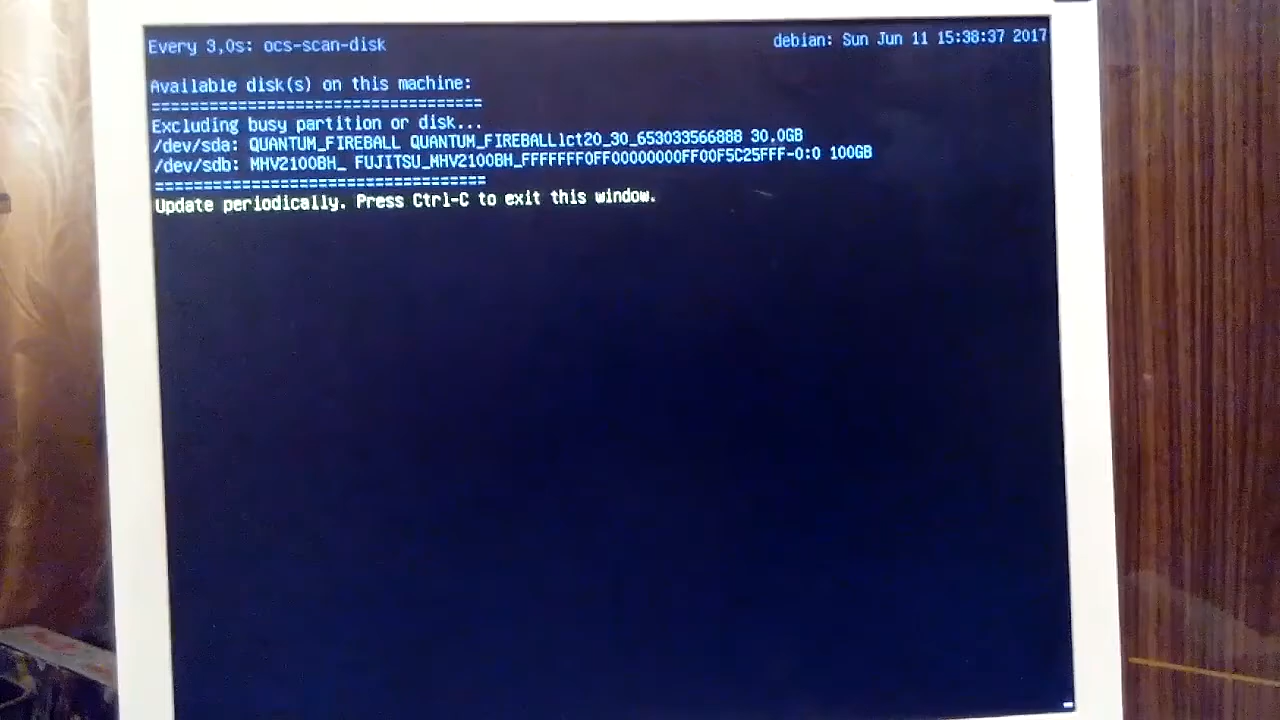 Every 3,0s: ocs-scan-disk debian: Sun Jun 11 15:38:37 2017
Available disk(s) on this machine:
===================================
Excluding busy partition or disk...
/dev/sda: QUANTUM_FIREBALL QUANTUM_FIREBALLlct20_30_653033566888 30.0GB
/dev/sdb: MHV2100BH_ FUJITSU_MHV2100BH_FFFFFFF0FF00000000FF00F5C25FFF-0:0 100GB
===================================
Update periodically. Press Ctrl-C to exit this window.